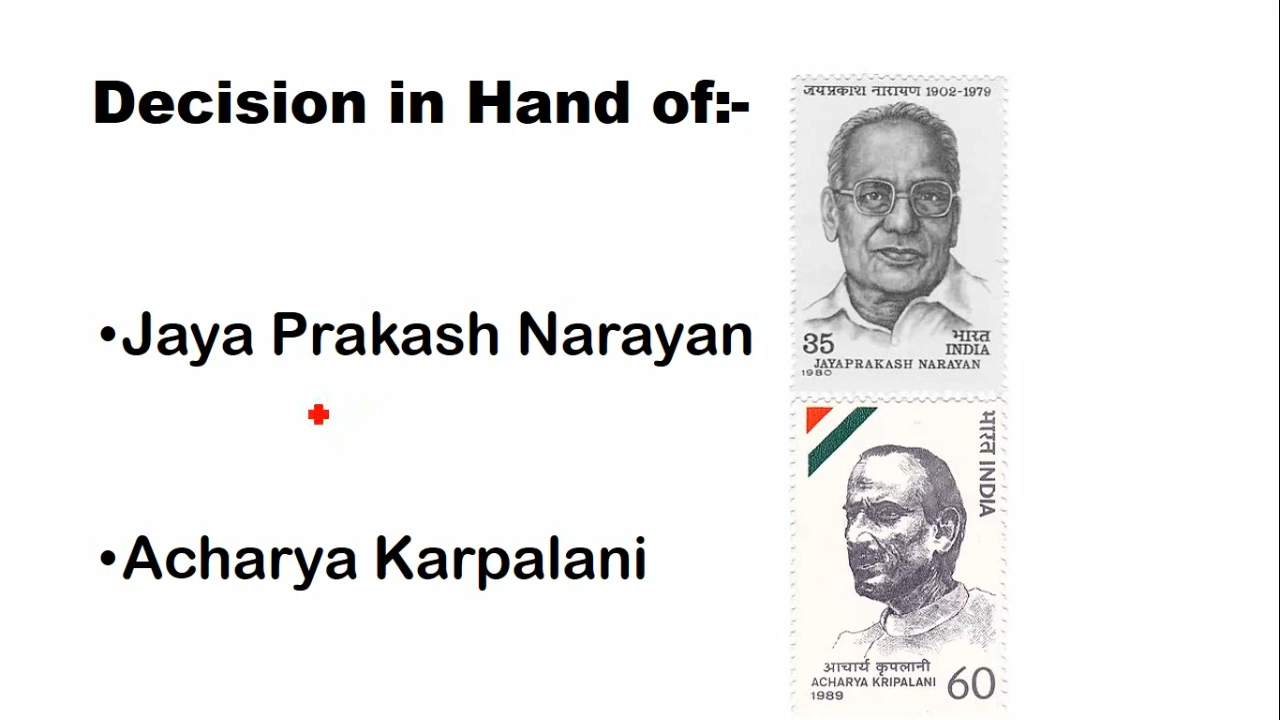 Decision in Hand of:-
•Jaya Prakash Narayan
•Acharya Karpalani
जयप्रकाश नारायण 1902-1979
35
भारत
INDIA
JAYAPRAKASH NARAYAN
1980
भारत INDIA
आचार्य कृपलानी
ACHARYA KRIPALANI
1989
60